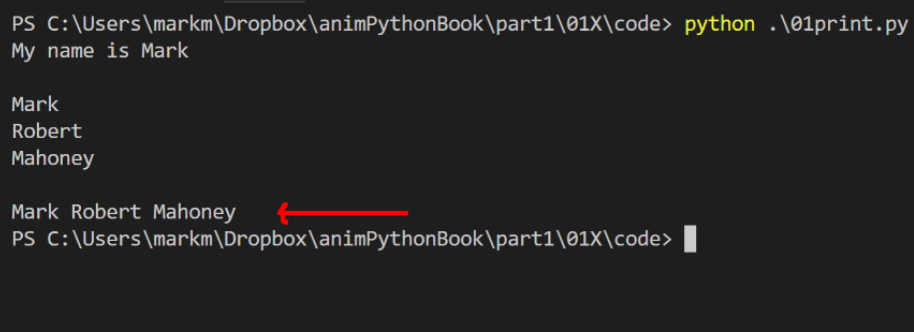 PS C:\Users\markm\Dropbox\animPythonBook\part1\01X\code> python .\01print.py
My name is Mark
Mark
Robert
Mahoney
Mark Robert Mahoney
PS C:\Users\markm\Dropbox\animPythonBook\part1\01X\code>